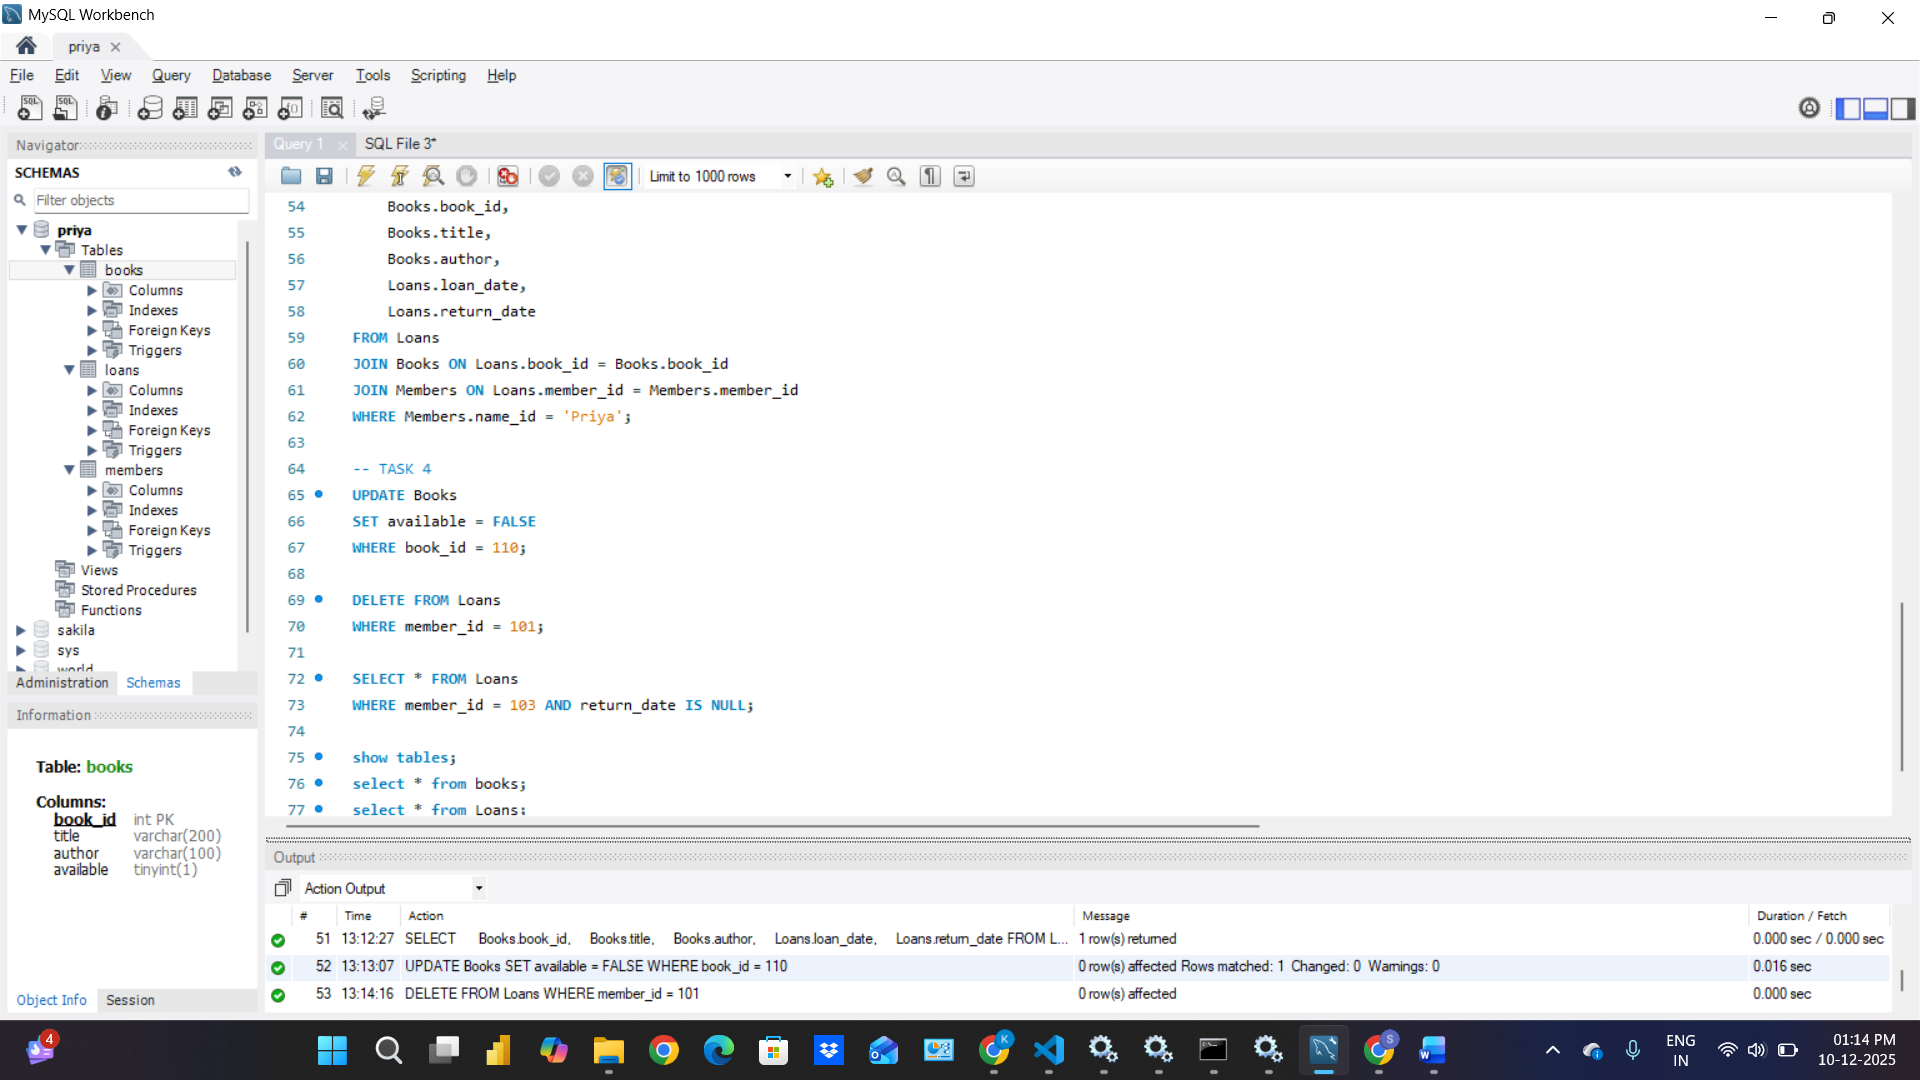 MySQL Workbench
priya
File Edit View Query Database Server Tools Scripting Help
Navigator
SCHEMAS
Filter objects
priya
Tables
books
Columns
Indexes
Foreign Keys
Triggers
loans
Columns
Indexes
Foreign Keys
Triggers
members
Columns
Indexes
Foreign Keys
Triggers
Views
Stored Procedures
Functions
sakila
sys
world
Administration Schemas
Information
Table: books
Columns:
book_id int PK
title varchar(200)
author varchar(100)
available tinyint(1)
Object Info Session
Query 1 SQL File 3*
Limit to 1000 rows
54 Books.book_id,
55 Books.title,
56 Books.author,
57 Loans.loan_date,
58 Loans.return_date
59 FROM Loans
60 JOIN Books ON Loans.book_id = Books.book_id
61 JOIN Members ON Loans.member_id = Members.member_id
62 WHERE Members.name_id = 'Priya';
63
64 -- TASK 4
65 UPDATE Books
66 SET available = FALSE
67 WHERE book_id = 110;
68
69 DELETE FROM Loans
70 WHERE member_id = 101;
71
72 SELECT * FROM Loans
73 WHERE member_id = 103 AND return_date IS NULL;
74
75 show tables;
76 select * from books;
77 select * from Loans;
Output
Action Output
# Time Action Message Duration / Fetch
51 13:12:27 SELECT Books.book_id, Books.title, Books.author, Loans.loan_date, Loans.return_date FROM L... 1 row(s) returned 0.000 sec / 0.000 sec
52 13:13:07 UPDATE Books SET available = FALSE WHERE book_id = 110 0 row(s) affected Rows matched: 1 Changed: 0 Warnings: 0 0.016 sec
53 13:14:16 DELETE FROM Loans WHERE member_id = 101 0 row(s) affected 0.000 sec
4
K
S
ENG
IN
01:14 PM
10-12-2025